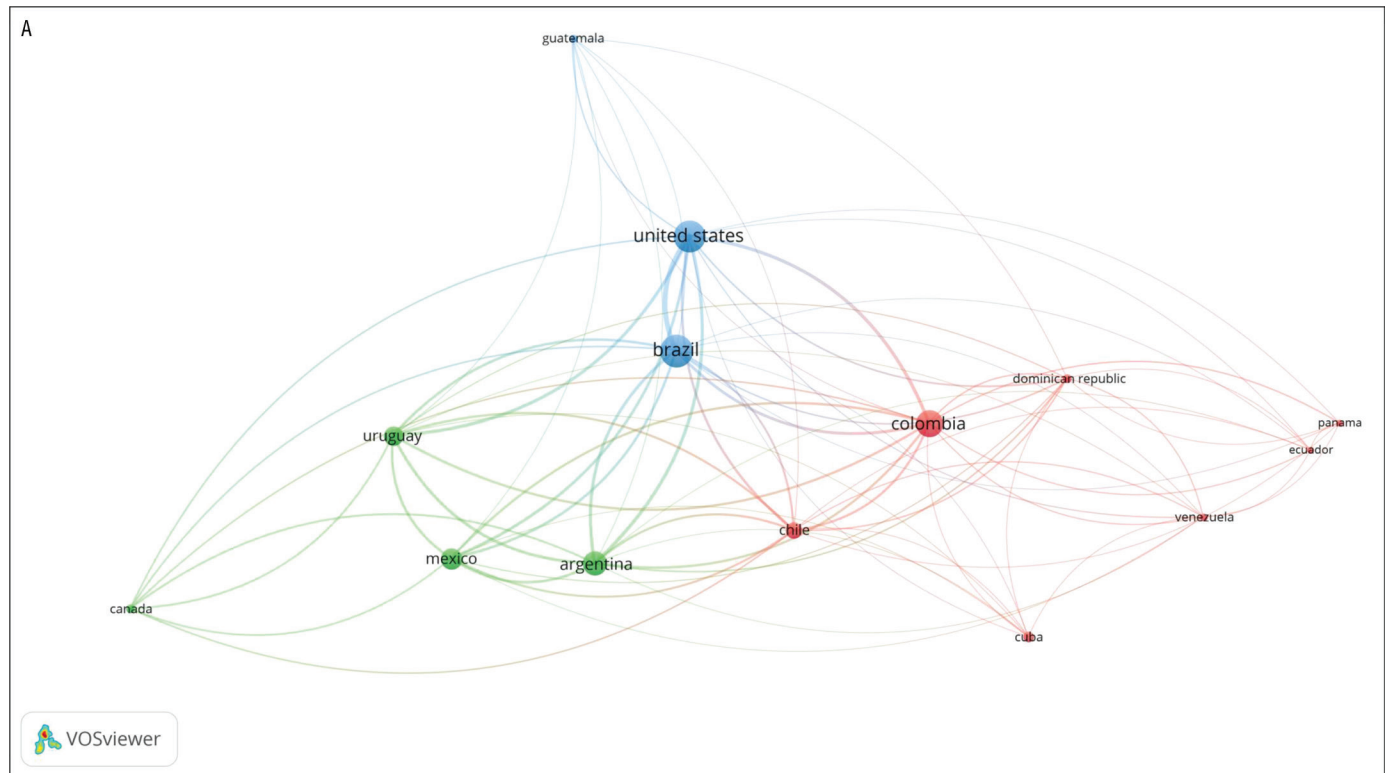 A
guatemala
united states
brazil
dominican republic
colombia
panama
uruguay
ecuador
venezuela
chile
mexico
argentina
canada
cuba
VOSviewer